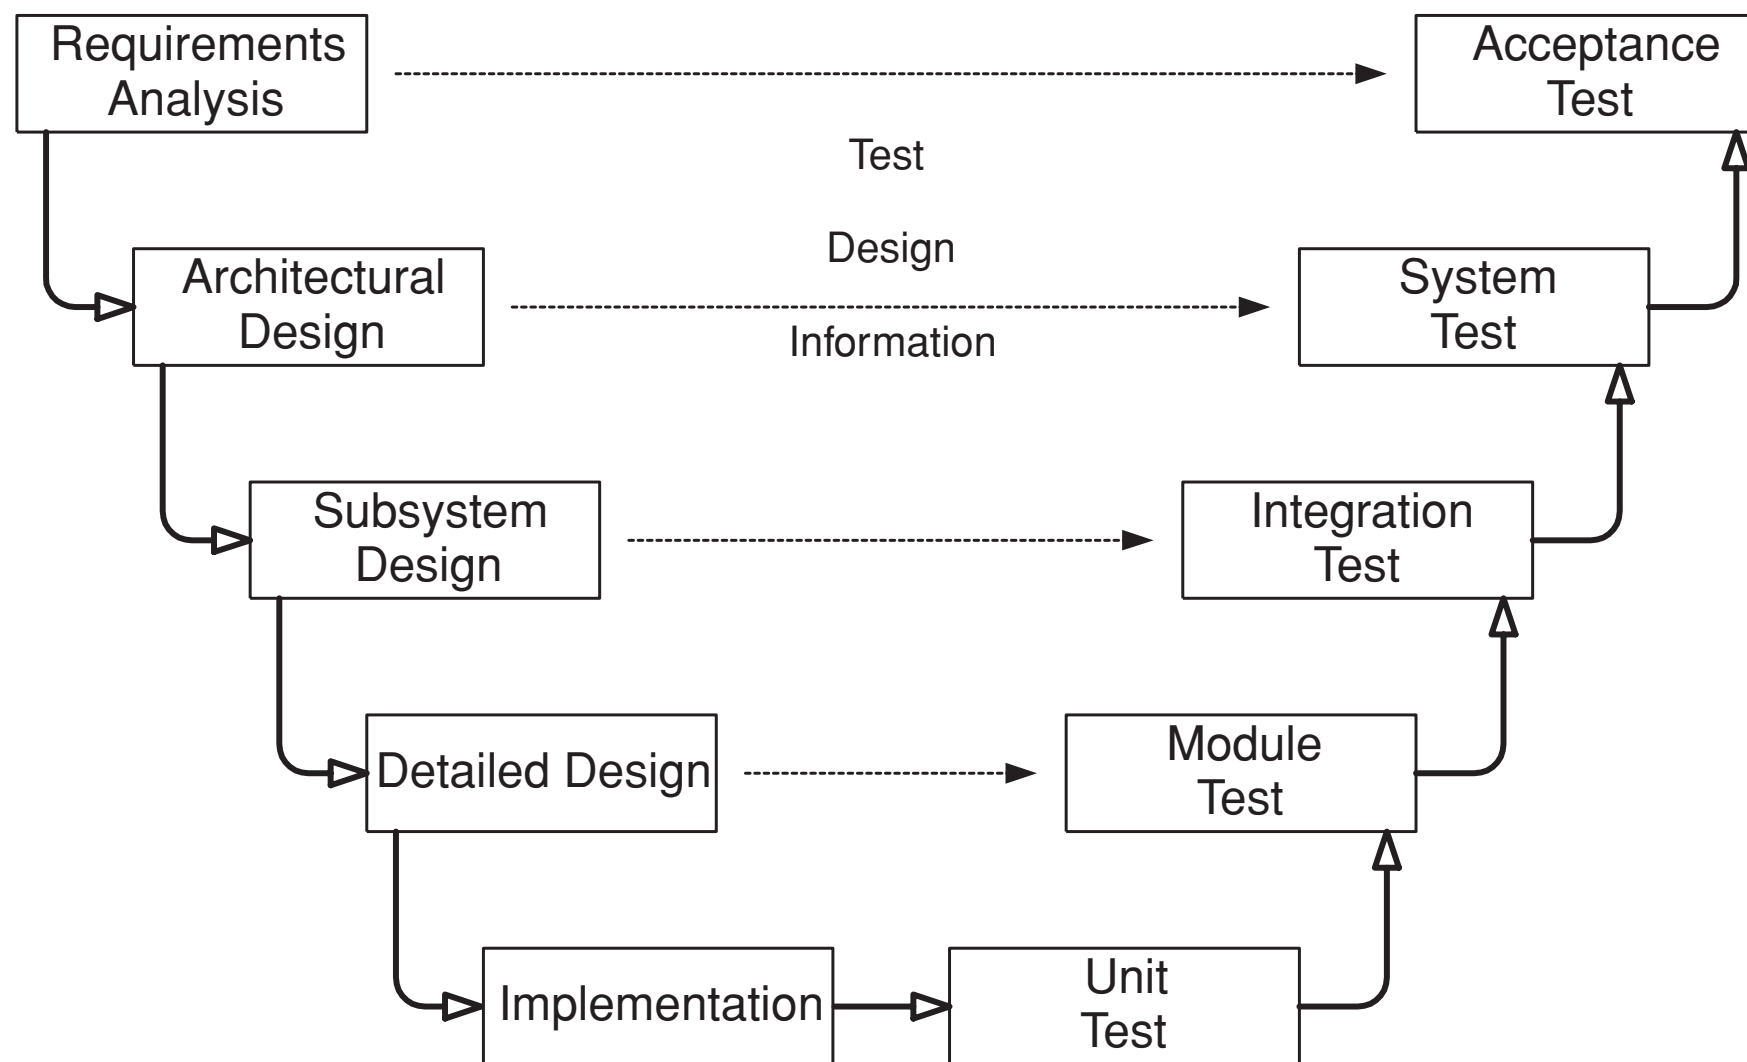 Requirements
Analysis
Acceptance
Test
Test
Design
Information
Architectural
Design
System
Test
Subsystem
Design
Integration
Test
Detailed Design
Module
Test
Implementation
Unit
Test